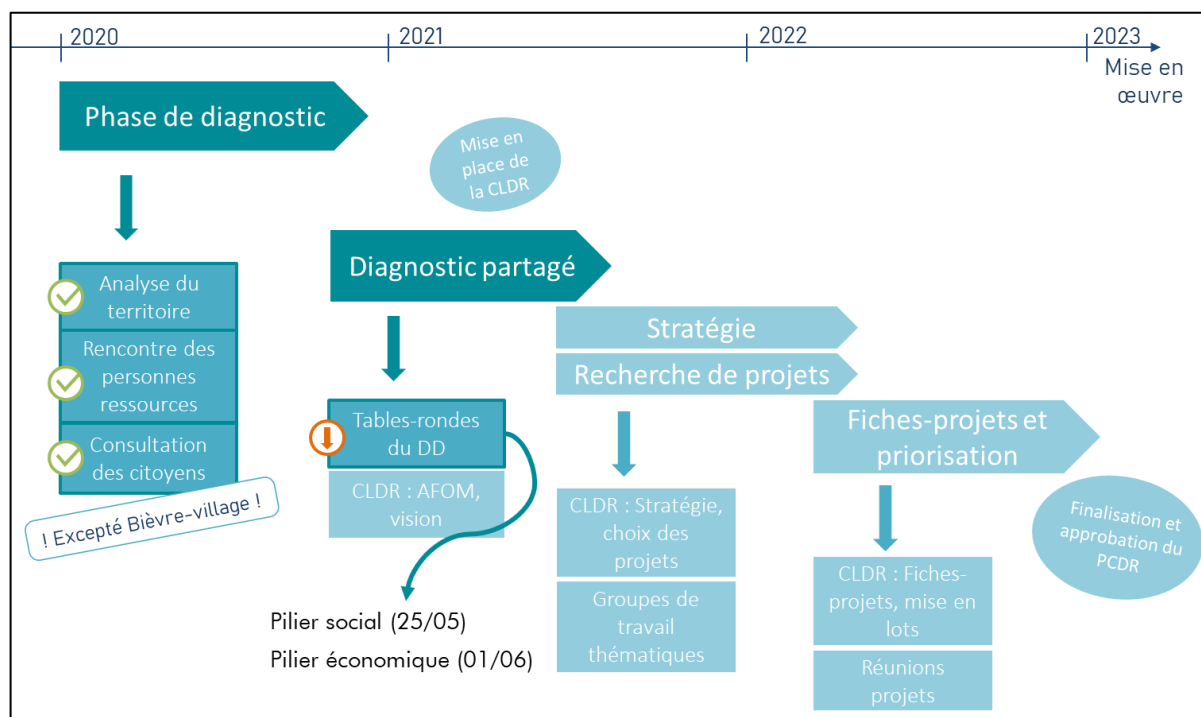 2020
2021
2022
2023
Mise en
œuvre
Phase de diagnostic
Mise en
place de
la CLDR
Diagnostic partagé
Analyse du
territoire
Rencontre des
personnes
ressources
Consultation
des citoyens
! Excepté Bièvre-village !
Tables-rondes
du DD
CLDR : AFOM,
vision
Pilier social (25/05)
Pilier économique (01/06)
Stratégie
Recherche de projets
CLDR : Stratégie,
choix des
projets
Groupes de
travail
thématiques
Fiches-projets et
priorisation
CLDR : Fiches-
projets, mise en
lots
Réunions
projets
Finalisation et
approbation du
PCDR